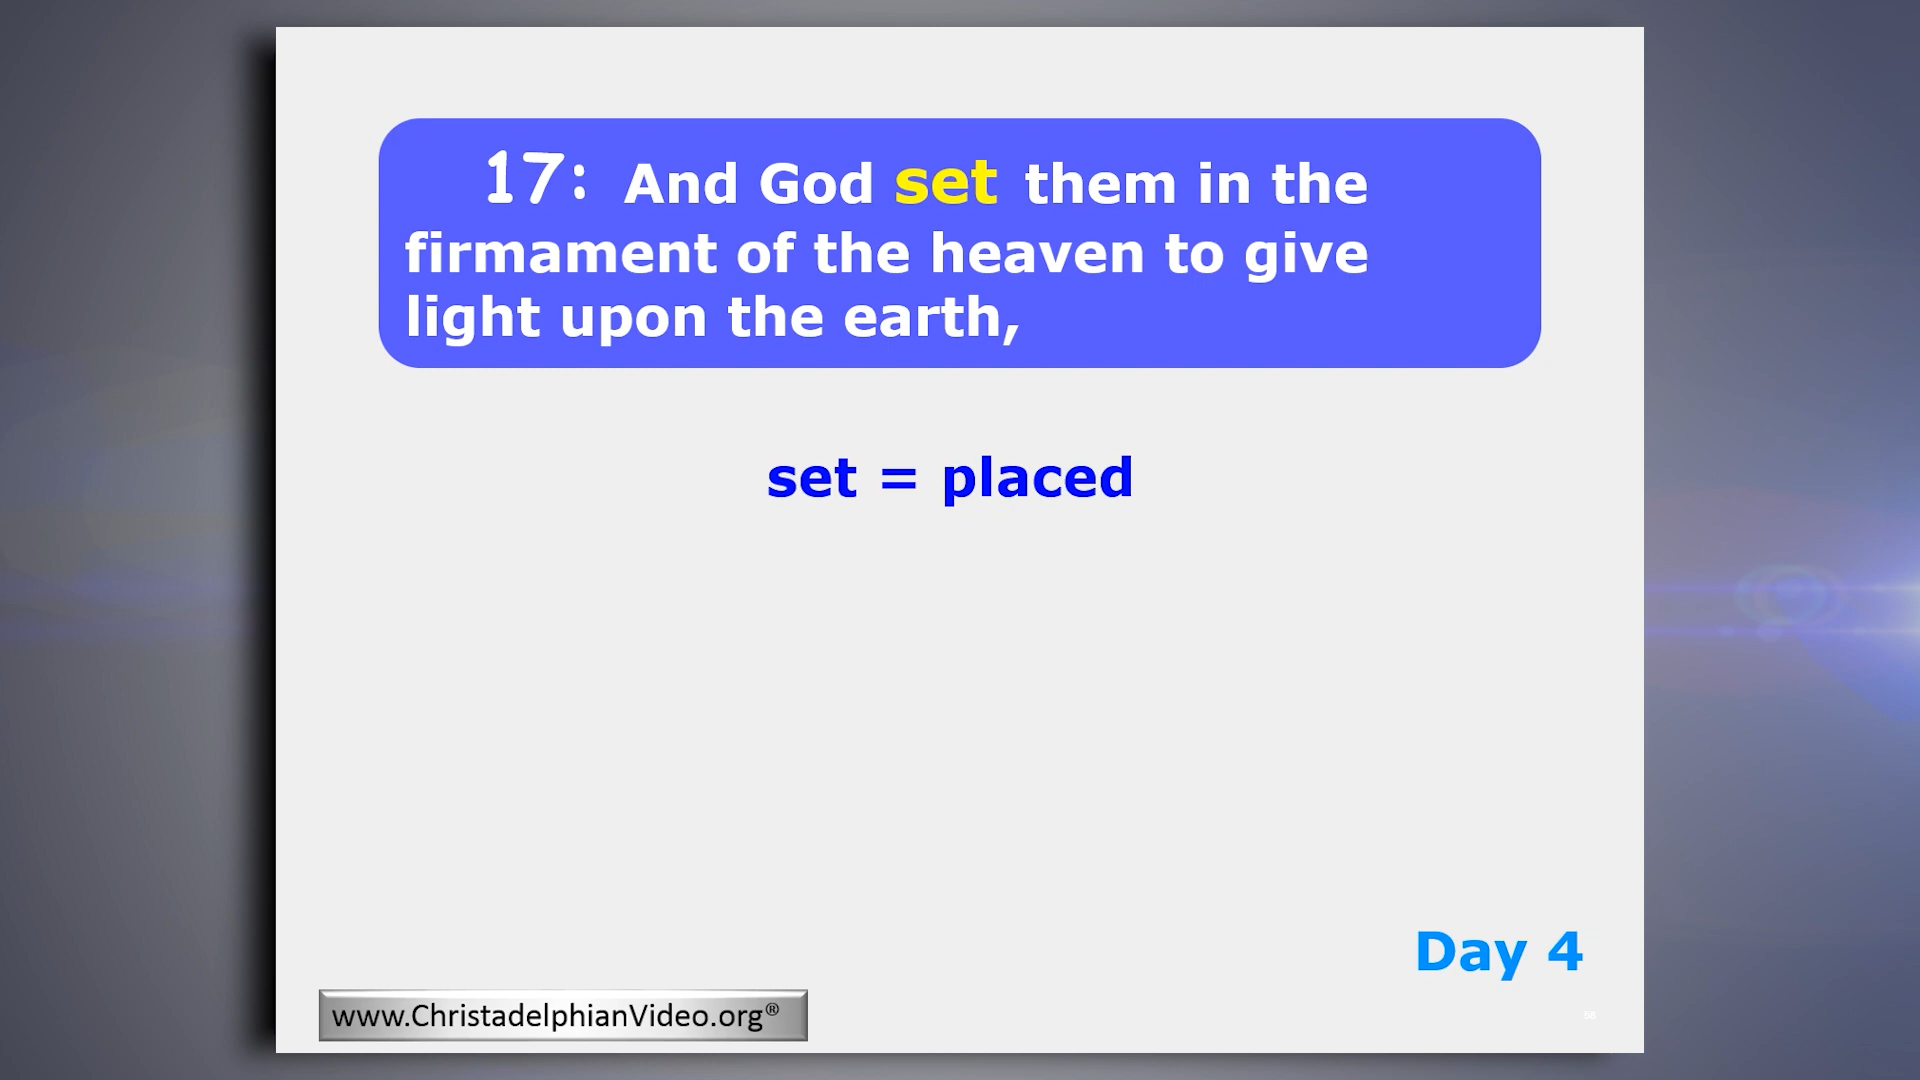 17: And God set them in the
firmament of the heaven to give
light upon the earth,
set = placed
Day 4
www.ChristadelphianVideo.org®
58